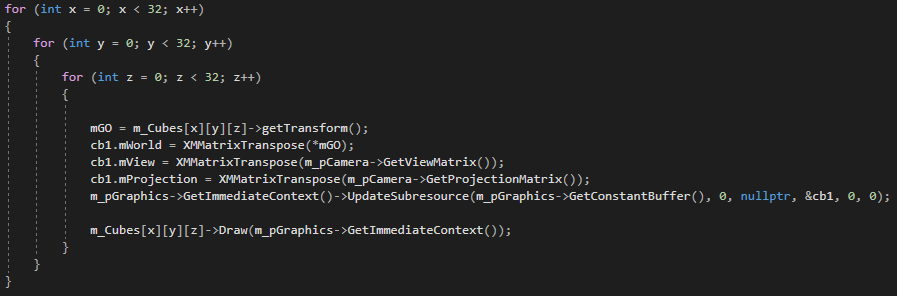 for (int x = 0; x < 32; x++)
{
    for (int y = 0; y < 32; y++)
    {
        for (int z = 0; z < 32; z++)
        {

            mGO = m_Cubes[x][y][z]->getTransform();
            cb1.mWorld = XMMatrixTranspose(*mGO);
            cb1.mView = XMMatrixTranspose(m_pCamera->GetViewMatrix());
            cb1.mProjection = XMMatrixTranspose(m_pCamera->GetProjectionMatrix());
            m_pGraphics->GetImmediateContext()->UpdateSubresource(m_pGraphics->GetConstantBuffer(), 0, nullptr, &cb1, 0, 0);

            m_Cubes[x][y][z]->Draw(m_pGraphics->GetImmediateContext());
        }
    }
}